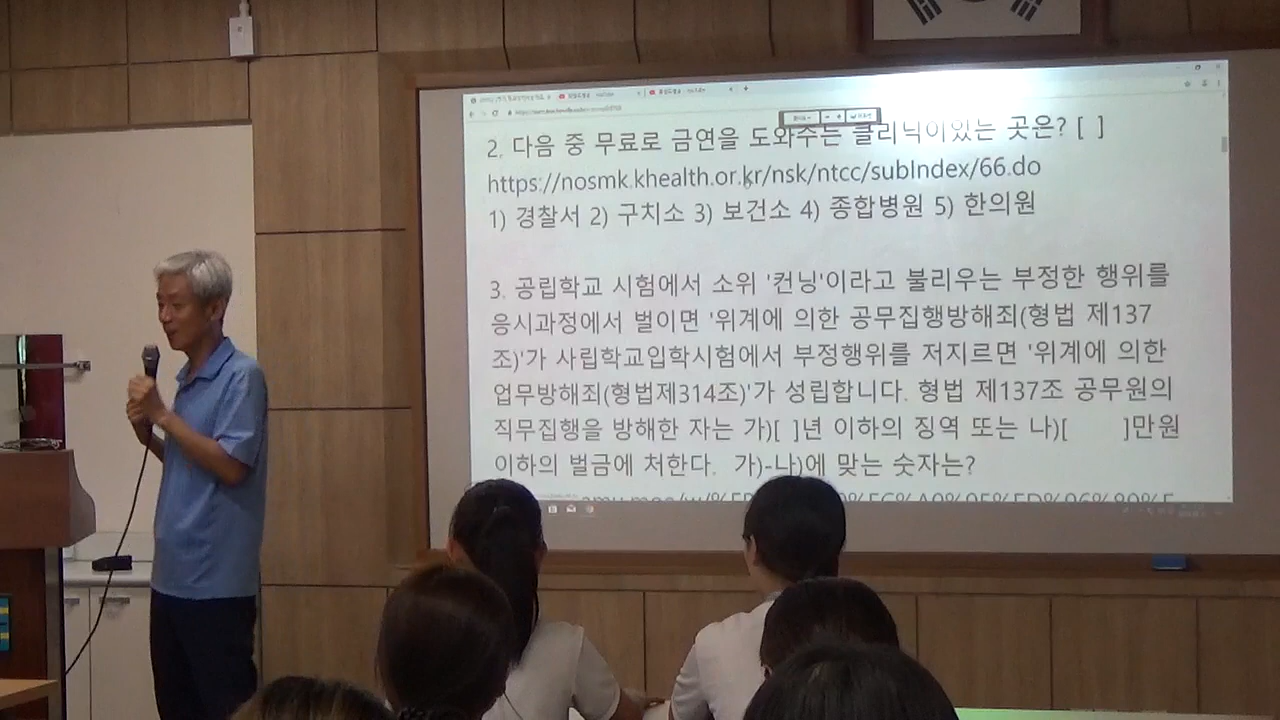 2. 다음 중 무료로 금연을 도와주는 클리닉이있는 곳은? [ ]
https://nosmk.khealth.or.kr/nsk/ntcc/subIndex/66.do
1) 경찰서 2) 구치소 3) 보건소 4) 종합병원 5) 한의원
3. 공립학교 시험에서 소위 '컨닝'이라고 불리우는 부정한 행위를
응시과정에서 벌이면 '위계에 의한 공무집행방해죄(형법 제137
조)'가 사립학교입학시험에서 부정행위를 저지르면 '위계에 의한
업무방해죄(형법제314조)'가 성립합니다. 형법 제137조 공무원의
직무집행을 방해한 자는 가)[ ]년 이하의 징역 또는 나)[ ]만원
이하의 벌금에 처한다. 가)-나)에 맞는 숫자는?